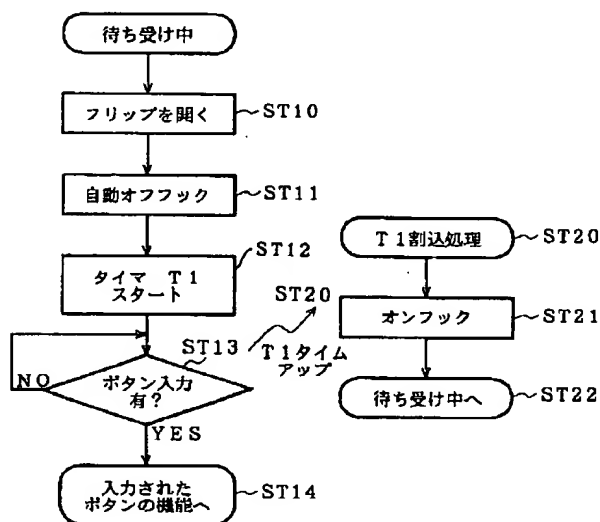 待ち受け中
フリップを開く
ST10
自動オフフック
ST11
ST12
タイマ T1
スタート
ST13
NO
ボタン入力
有?
YES
入力された
ボタンの機能へ
ST14
ST20
T1タイム
アップ
T1割込処理
ST20
オンフック
ST21
待ち受け中へ
ST22